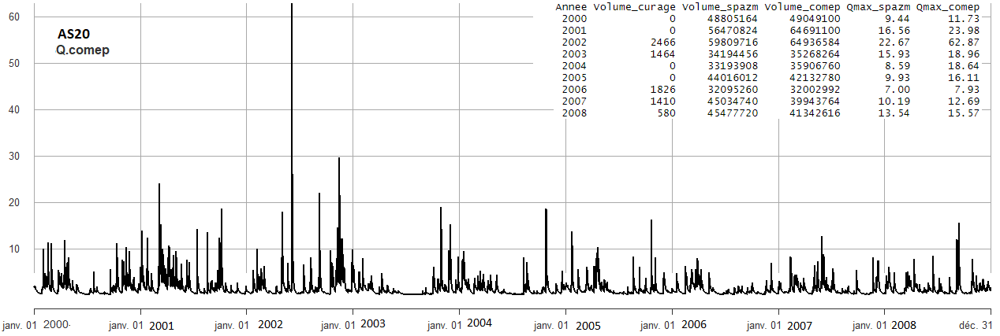 Annee Volume_curage Volume_spazm Volume_comep Qmax_spazm Qmax_comep
2000 0 48805164 49049100 9.44 11.73
2001 0 56470824 64691100 16.56 23.98
2002 2466 59809716 64936584 22.67 62.87
2003 1464 34194456 35268264 15.93 18.96
2004 0 33193908 35906760 8.59 18.64
2005 0 44016012 42132780 9.93 16.11
2006 1826 32095260 32002992 7.00 7.93
2007 1410 45034740 39943764 10.19 12.69
2008 580 45477720 41342616 13.54 15.57
AS20
Q.comep
60
50
40
30
20
10
janv. 01 2000 janv. 01 2001 janv. 01 2002 janv. 01 2003 janv. 01 2004 janv. 01 2005 janv. 01 2006 janv. 01 2007 janv. 01 2008 déc. 31